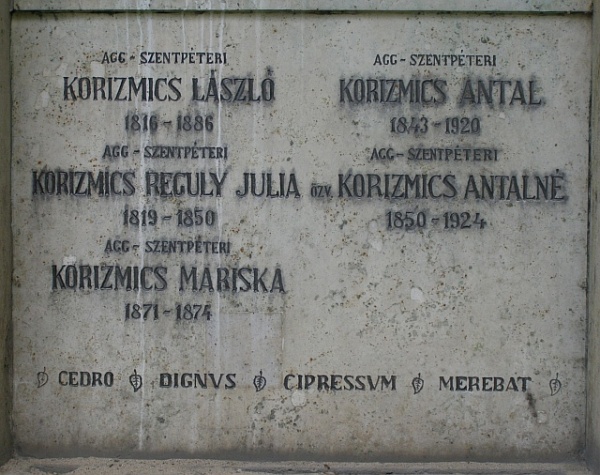 AGG - SZENTPÉTERI
KORIZMICS LÁSZLÓ
1816 - 1886
AGG - SZENTPÉTERI
KORIZMICS REGULY JULIA
1819 - 1850
AGG - SZENTPÉTERI
KORIZMICS MARISKA
1871 - 1874
AGG - SZENTPÉTERI
KORIZMICS ANTAL
1843 - 1920
AGG - SZENTPÉTERI
ÖZV. KORIZMICS ANTALNÉ
1850 - 1924
CEDRO DIGNVS CIPRESSVM MEREBAT